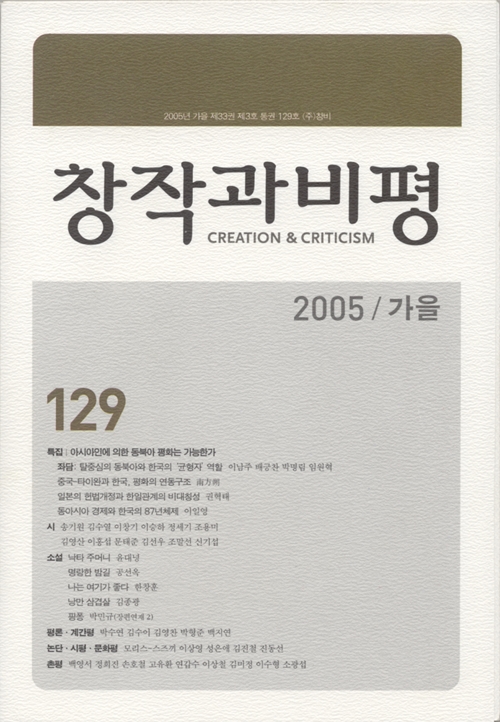 2005년 가을 제33권 제3호 통권 129호 (주)창비
창작과비평
CREATION & CRITICISM
2005 / 가을
129
특집 | 아시아인에 의한 동북아 평화는 가능한가
좌담: 탈중심의 동북아와 한국의 '균형자' 역할 이남주 배긍찬 박명림 임원혁
중국-타이완과 한국, 평화의 연동구조 南方朔
일본의 헌법개정과 한일관계의 비대칭성 권혁태
동아시아 경제와 한국의 87년체제 이일영
시 송기원 김수열 이창기 이승하 정세기 조용미
김영산 이홍섭 문태준 김선우 조말선 신기섭
소설 낙타 주머니 윤대녕
명랑한 밤길 공선옥
나는 여기가 좋다 한창훈
낭만 삼겹살 김종광
핑퐁 박민규(장편연재 2)
평론·계간평 박수연 김수이 김영찬 박형준 백지연
논단·시평·문화평 모리스-스즈끼 이상영 성은애 김진철 진동선
촌평 백영서 정희진 손호철 고유환 연갑수 이상철 김미정 이수형 소광섭